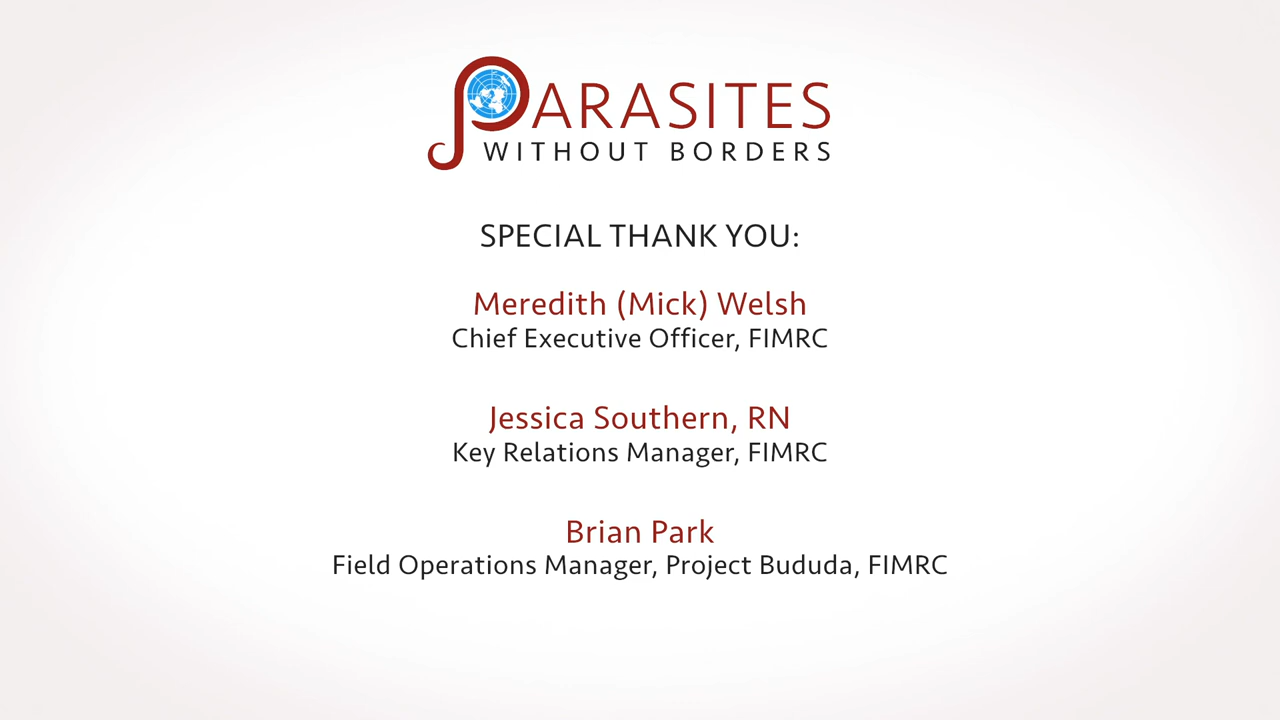 PARASITES
WITHOUT BORDERS
SPECIAL THANK YOU:
Meredith (Mick) Welsh
Chief Executive Officer, FIMRC
Jessica Southern, RN
Key Relations Manager, FIMRC
Brian Park
Field Operations Manager, Project Bududa, FIMRC